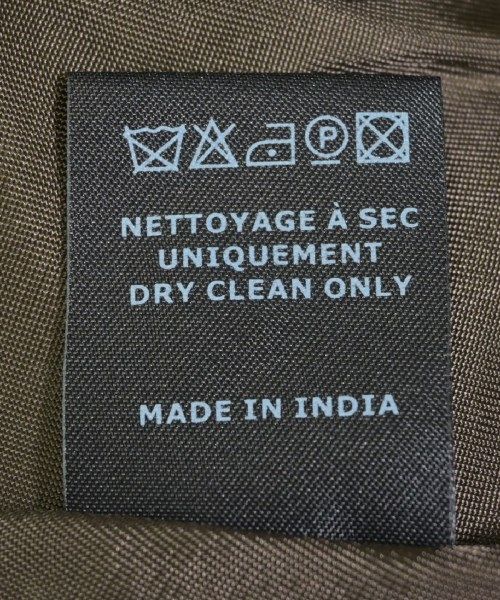 P
NETTOYAGE À SEC
UNIQUEMENT
DRY CLEAN ONLY
MADE IN INDIA